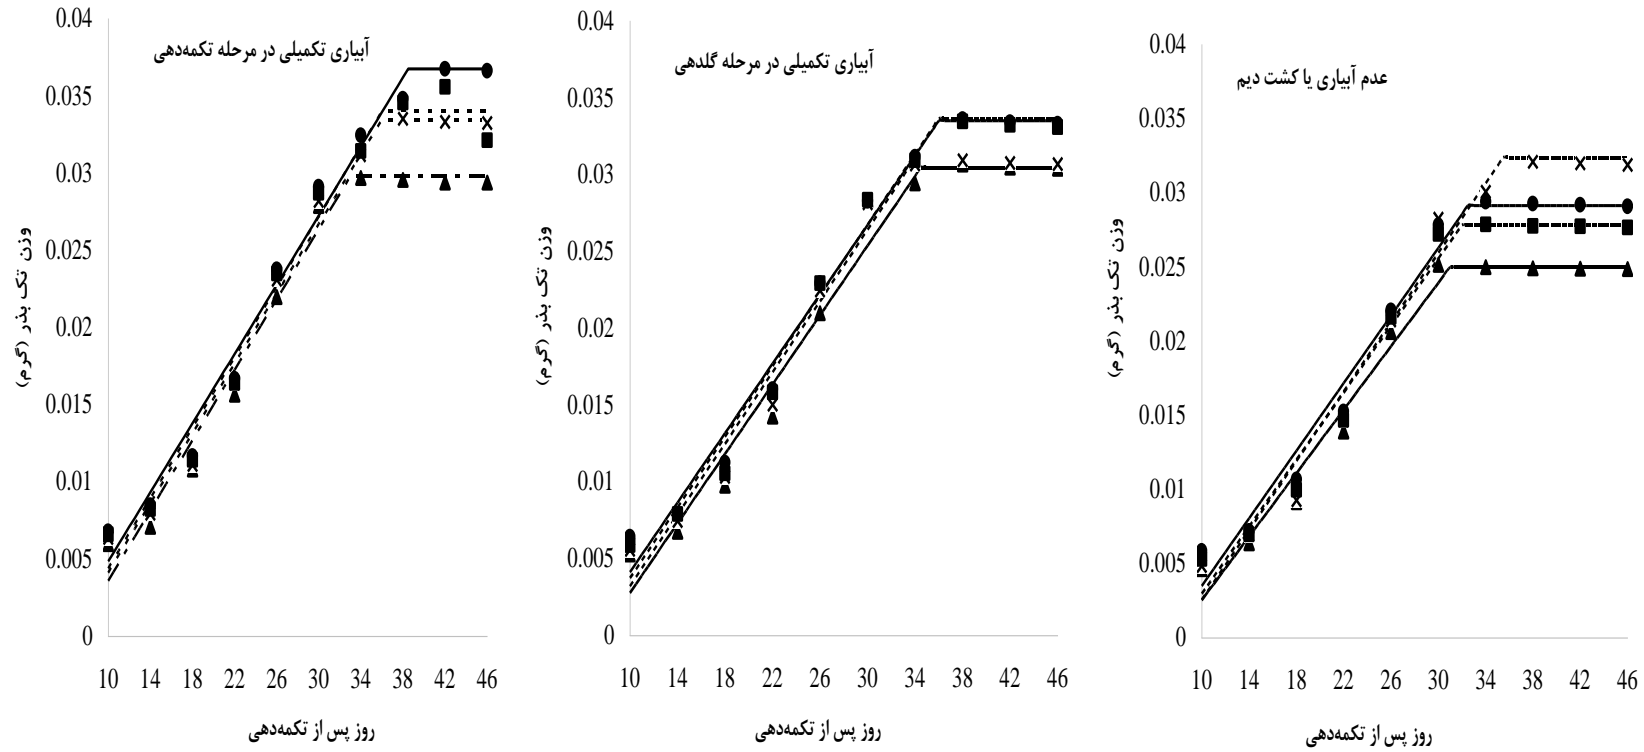 آبیاری تکمیلی در مرحله تکمه‌دهی
وزن تک بذر (گرم)
0.04
0.035
0.03
0.025
0.02
0.015
0.01
0.005
0
10 14 18 22 26 30 34 38 42 46
روز پس از تکمه‌دهی
آبیاری تکمیلی در مرحله گلدهی
وزن تک بذر (گرم)
0.04
0.035
0.03
0.025
0.02
0.015
0.01
0.005
0
10 14 18 22 26 30 34 38 42 46
روز پس از تکمه‌دهی
عدم آبیاری یا کشت دیم
وزن تک بذر (گرم)
0.04
0.035
0.03
0.025
0.02
0.015
0.01
0.005
0
10 14 18 22 26 30 34 38 42 46
روز پس از تکمه‌دهی